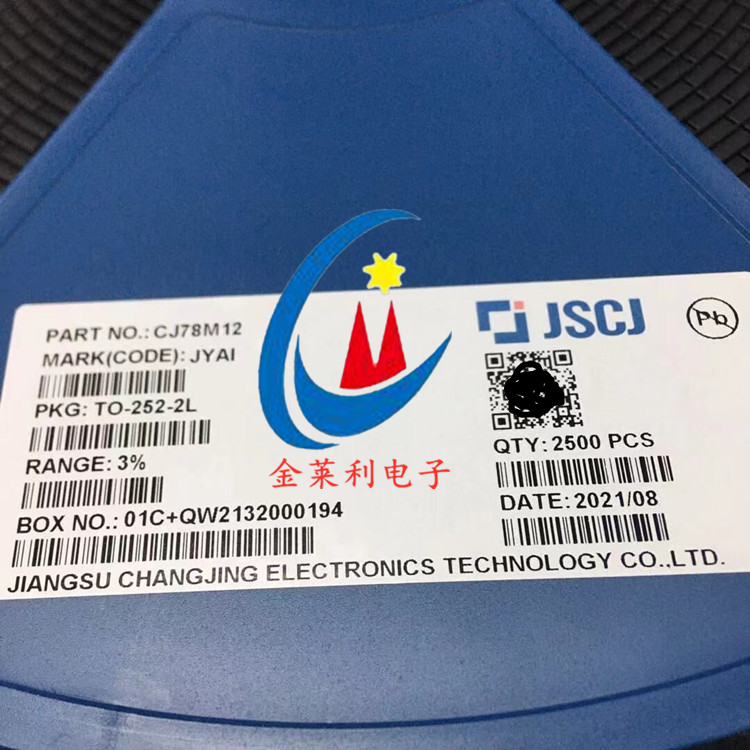 PART NO.: CJ78M12
MARK(CODE): JYAI
PKG: TO-252-2L
RANGE: 3%
BOX NO.: 01C+QW2132000194
JIANGSU CHANGJING ELECTRONICS TECHNOLOGY CO.,LTD.
金莱利电子
JSCJ
Pb
QTY: 2500 PCS
DATE: 2021/08